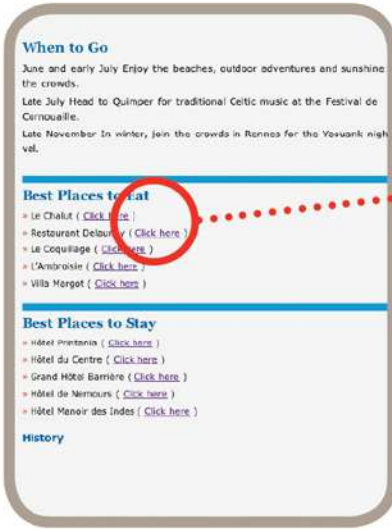 When to Go
June and early July Enjoy the beaches, outdoor adventures and sunshine
the crowds.
Late July Head to Quimper for traditional Celtic music at the Festival de
Cornouaille.
Late November In winter, join the crowds in Rennes for the Yaouank nigh
val.
Best Places to Eat
» Le Chalut ( Click here )
» Restaurant Delaunay ( Click here )
» Le Coquillage ( Click here )
» L'Ambroisie ( Click here )
» Villa Margot ( Click here )
Best Places to Stay
» Hôtel Printania ( Click here )
» Hôtel du Centre ( Click here )
» Grand Hôtel Barrière ( Click here )
» Hôtel de Nemours ( Click here )
» Hôtel Manoir des Indes ( Click here )
History